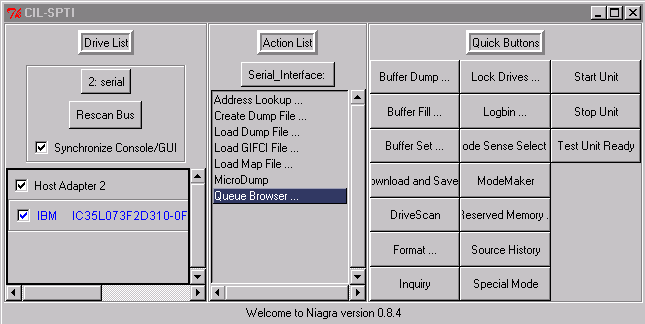 CIL-SPTI
Drive List
2: serial
Rescan Bus
Synchronize Console/GUI
Host Adapter 2
IBM IC35L073F2D310-0F
Action List
Serial_Interface:
Address Lookup ...
Create Dump File ...
Load Dump File ...
Load GIFCI File ...
Load Map File ...
MicroDump
Queue Browser ...
Quick Buttons
Buffer Dump ... Lock Drives ... Start Unit
Buffer Fill ... Logbin ... Stop Unit
Buffer Set ... ode Sense Select Test Unit Ready
ownload and Save ModeMaker
DriveScan Reserved Memory .
Format ... Source History
Inquiry Special Mode
Welcome to Niagra version 0.8.4